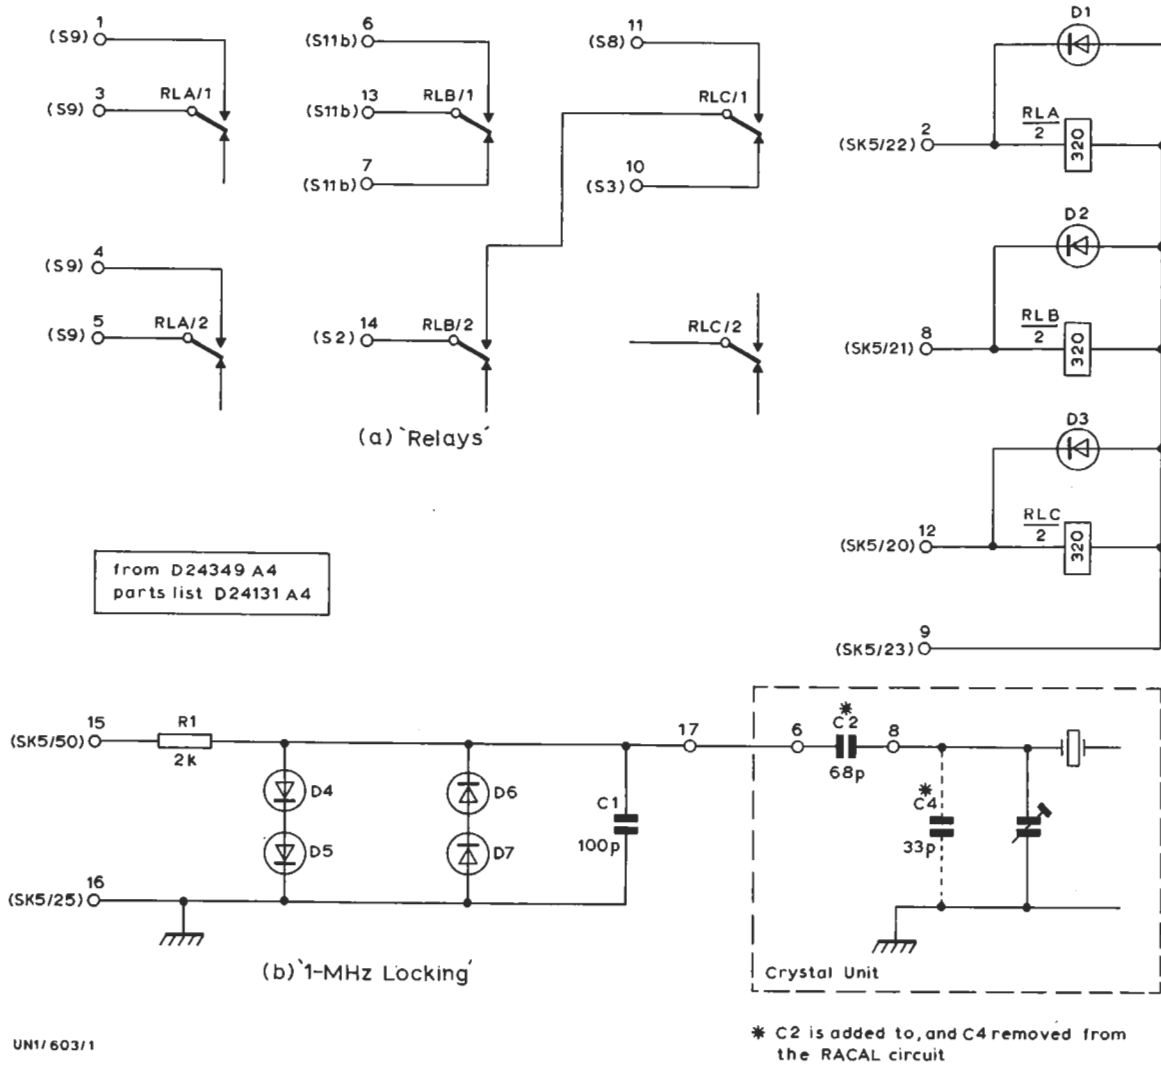 1
(S9)
3
(S9)
RLA/1
6
(S11b)
13
(S11b)
RLB/1
7
(S11b)
11
(S8)
RLC/1
10
(S3)
4
(S9)
5
(S9)
RLA/2
14
(S2)
RLB/2
RLC/2
(a) 'Relays'
D1
2
(SK5/22)
RLA
2
320
D2
8
(SK5/21)
RLB
2
320
D3
12
(SK5/20)
RLC
2
320
9
(SK5/23)
from D24349 A4
parts list D24131 A4
15
(SK5/50)
R1
2k
D4
D5
D6
D7
C1
100p
17
16
(SK5/25)
(b) '1-MHz Locking'
6
✱
C2
68p
8
✱
C4
33p
Crystal Unit
UN1/603/1
✱ C2 is added to, and C4 removed from
the RACAL circuit